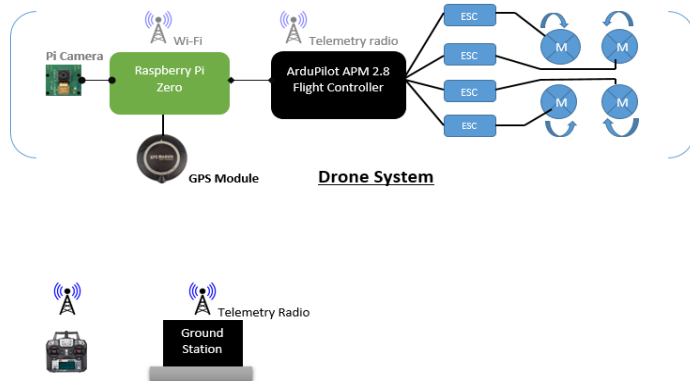 Wi-Fi
Telemetry radio
Pi Camera
Raspberry Pi
Zero
ArduPilot APM 2.8
Flight Controller
ESC
ESC
ESC
ESC
M
M
M
M
GPS Module
Drone System
Telemetry Radio
Ground
Station